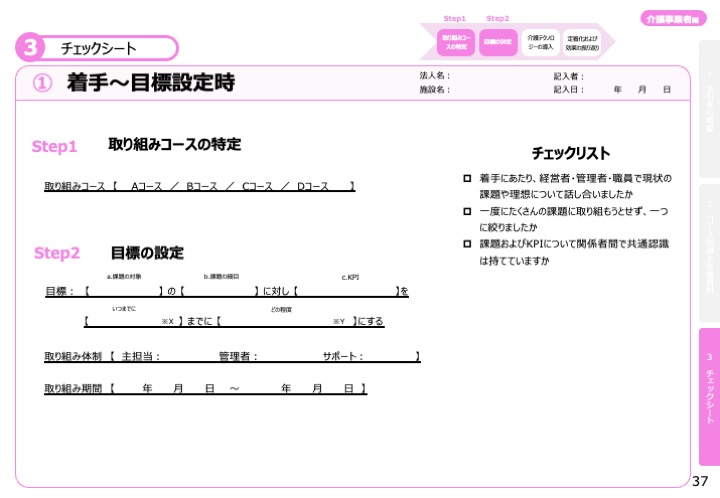 Step1 Step2
介護事業者編
取り組みコー
スの特定
目標の決定
介護テクノロ
ジーの導入
定着化および
効果の振り返り
3 チェックシート
① 着手～目標設定時
法人名：
記入者：
施設名：
記入日： 年 月 日
Step1 取り組みコースの特定
取り組みコース 【 Aコース ／ Bコース ／ Cコース ／ Dコース 】
Step2 目標の設定
a.課題の対象 b.課題の種目 c.KPI
目標：【 】の【 】に対し【 】を
いつまでに どの程度
【 ※X 】までに【 ※Y 】にする
取り組み体制 【 主担当： 管理者： サポート： 】
取り組み期間 【 年 月 日 ～ 年 月 日 】
チェックリスト
□ 着手にあたり、経営者・管理者・職員で現状の
課題や理想について話し合いましたか
□ 一度にたくさんの課題に取り組もうとせず、一つ
に絞りましたか
□ 課題およびKPIについて関係者間で共通認識
は持てていますか
3 チェックシート
37